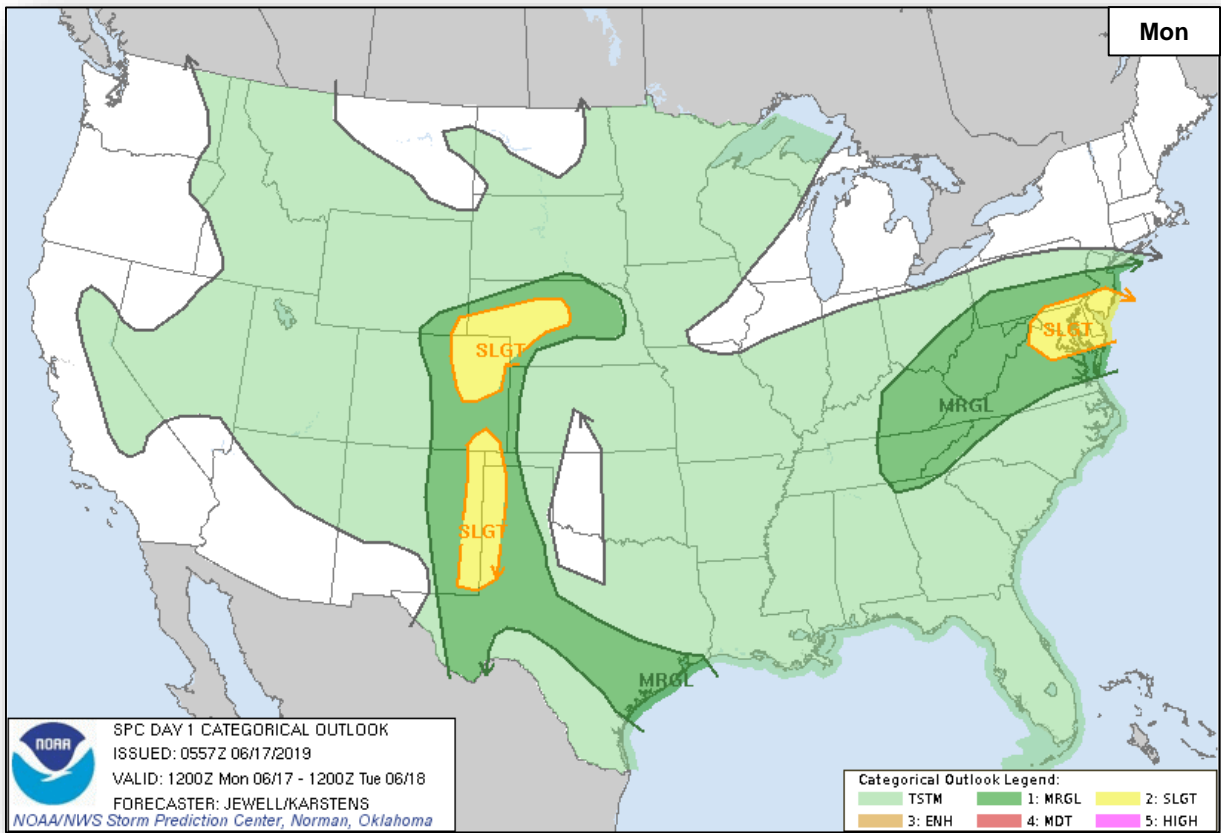 Mon
SLGT
SLGT
MRGL
SLGT
MRGL
NOAA
SPC DAY 1 CATEGORICAL OUTLOOK
ISSUED: 0557Z 06/17/2019
VALID: 1200Z Mon 06/17 - 1200Z Tue 06/18
FORECASTER: JEWELL/KARSTENS
NOAA/NWS Storm Prediction Center, Norman, Oklahoma
Categorical Outlook Legend:
TSTM 1: MRGL 2: SLGT
3: ENH 4: MDT 5: HIGH